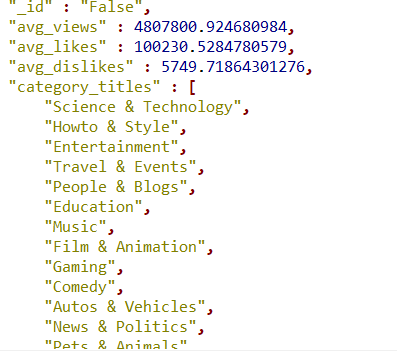 "_id" : "False",
"avg_views" : 4807800.924680984,
"avg_likes" : 100230.5284780579,
"avg_dislikes" : 5749.71864301276,
"category_titles" : [
"Science & Technology",
"Howto & Style",
"Entertainment",
"Travel & Events",
"People & Blogs",
"Education",
"Music",
"Film & Animation",
"Gaming",
"Comedy",
"Autos & Vehicles",
"News & Politics",
"Pets & Animals"